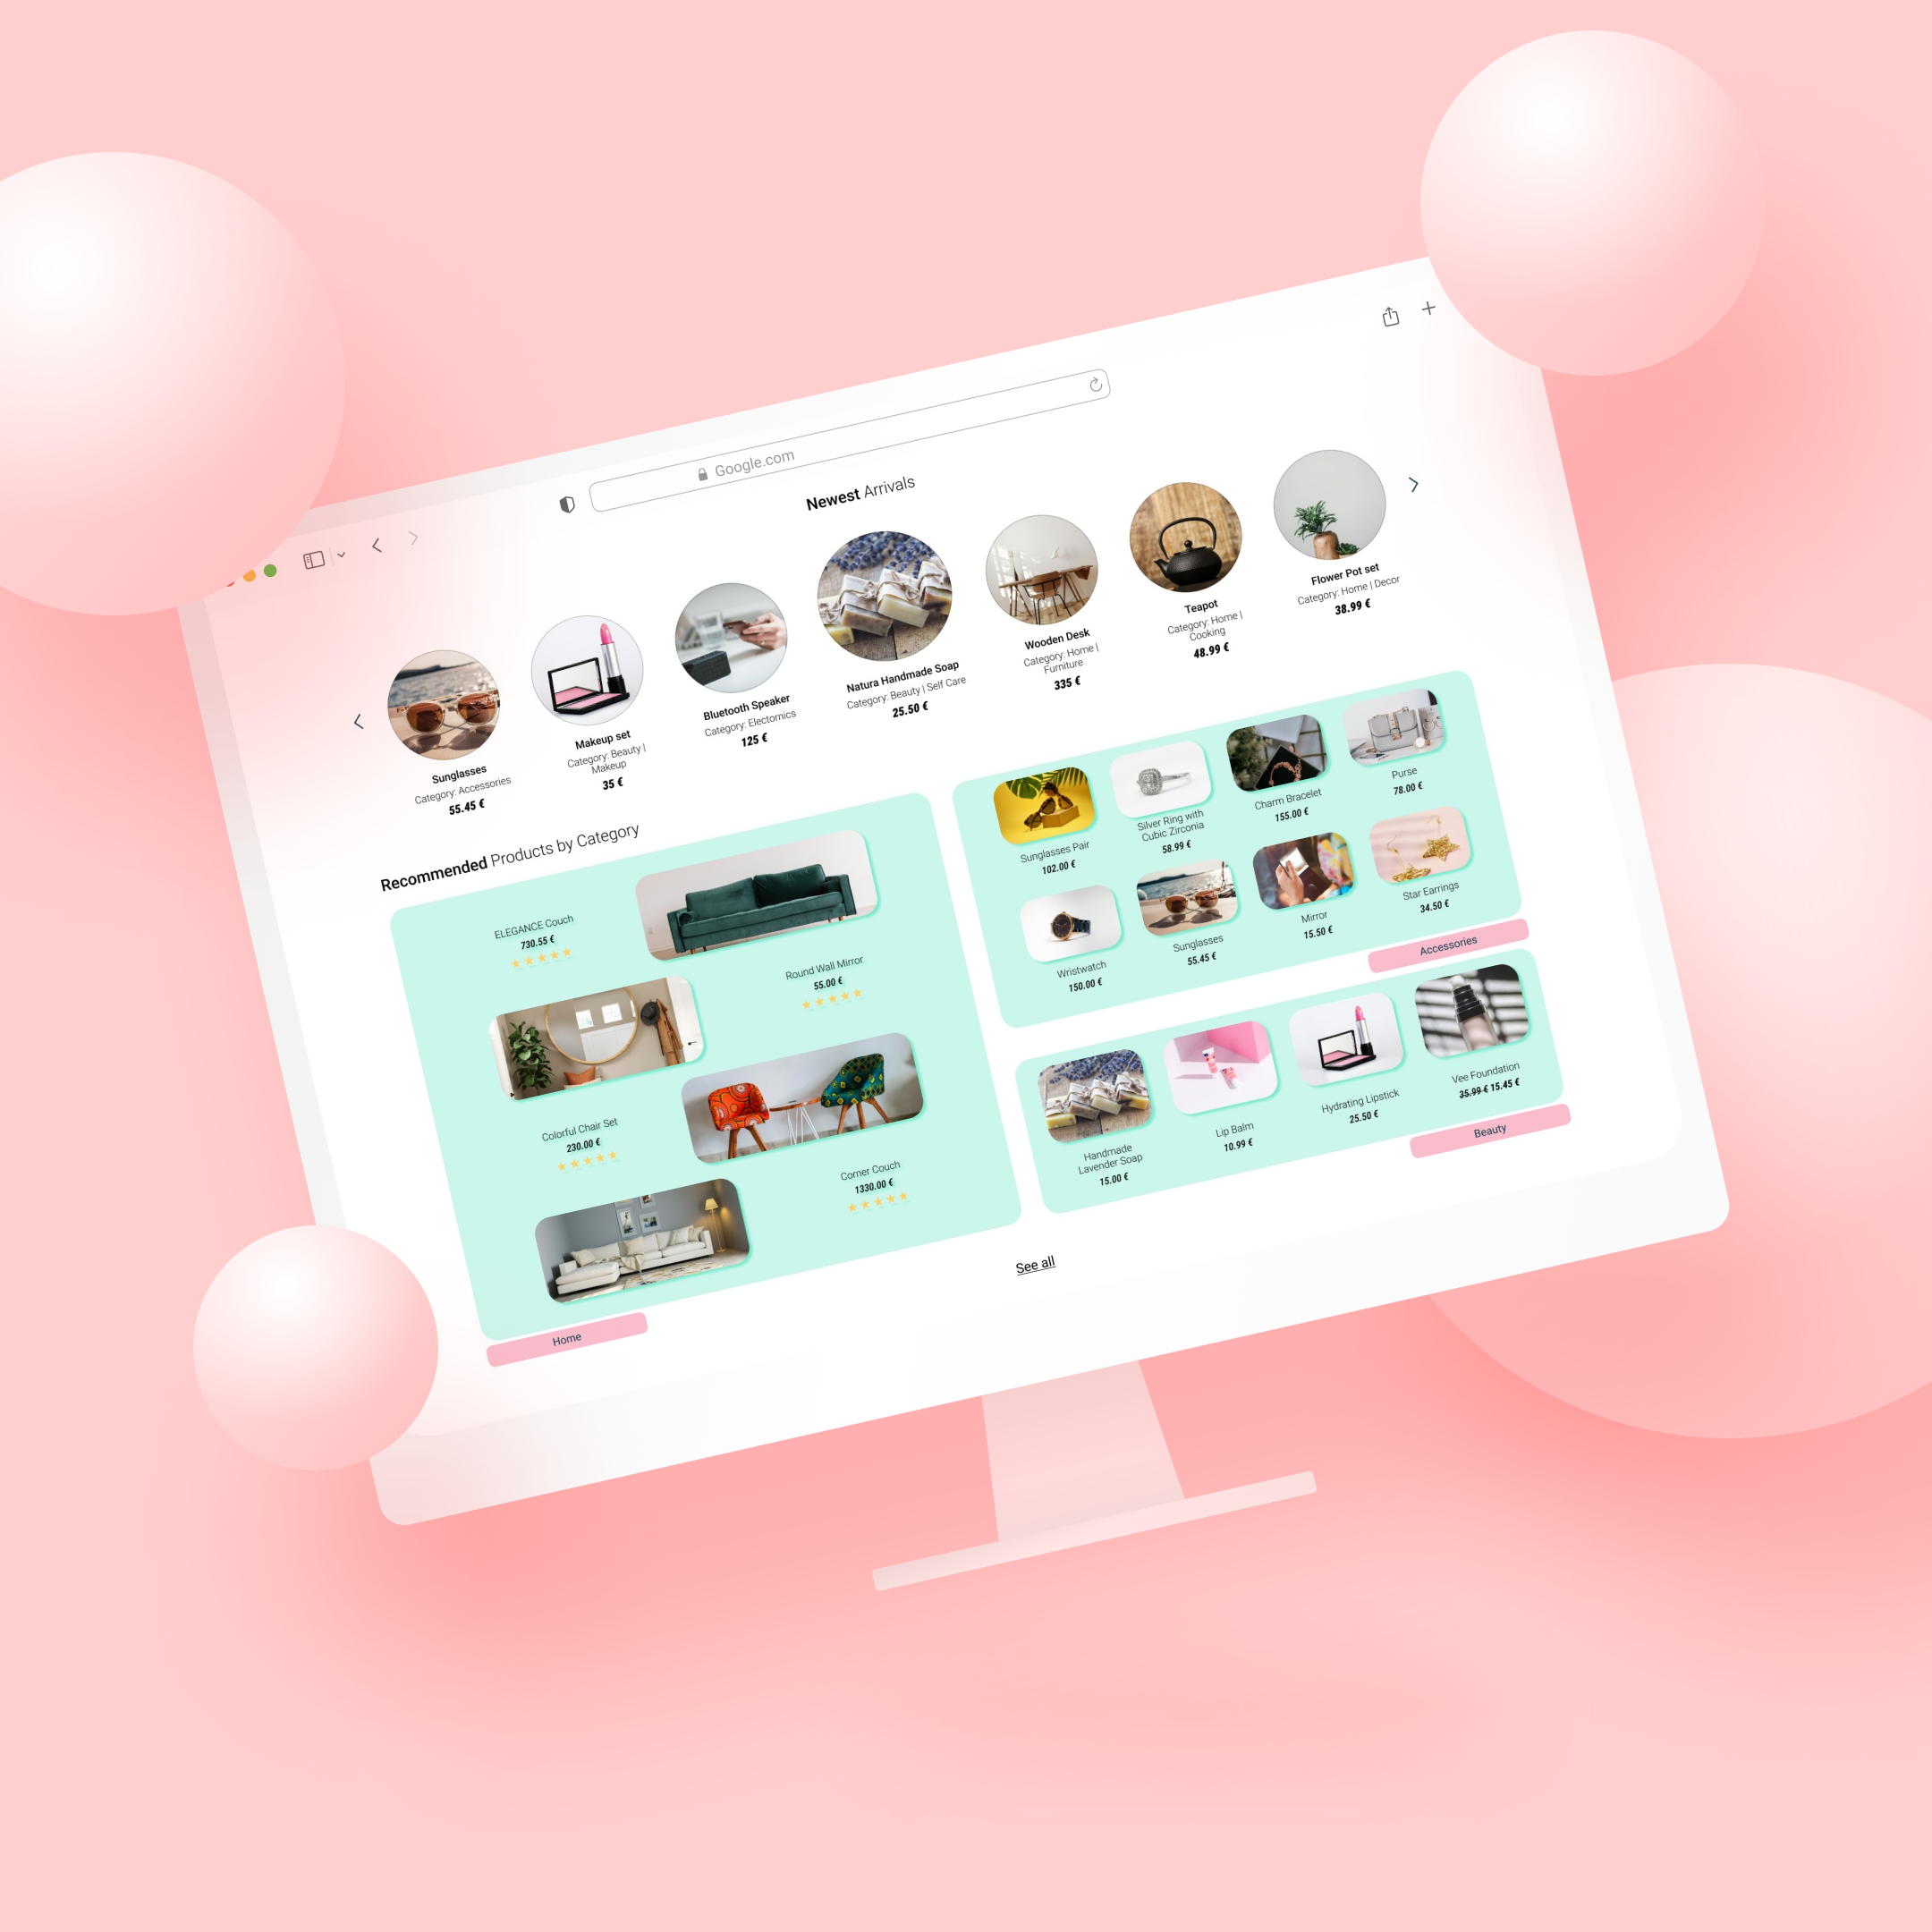 Google.com
Newest Arrivals
Sunglasses
Category: Accessories
55.45 €
Makeup set
Category: Beauty |
Makeup
35 €
Bluetooth Speaker
Category: Electornics
125 €
Natura Handmade Soap
Category: Beauty | Self Care
25.50 €
Wooden Desk
Category: Home |
Furniture
335 €
Teapot
Category: Home |
Cooking
48.99 €
Flower Pot set
Category: Home | Decor
38.99 €
Recommended Products by Category
ELEGANCE Couch
730.55 €
Round Wall Mirror
55.00 €
Colorful Chair Set
230.00 €
Corner Couch
1330.00 €
Home
Sunglasses Pair
102.00 €
Silver Ring with
Cubic Zirconia
58.99 €
Charm Bracelet
155.00 €
Purse
78.00 €
Wristwatch
150.00 €
Sunglasses
55.45 €
Mirror
15.50 €
Star Earrings
34.50 €
Accessories
Handmade
Lavender Soap
15.00 €
Lip Balm
10.99 €
Hydrating Lipstick
25.50 €
Vee Foundation
35.99 € 15.45 €
Beauty
See all